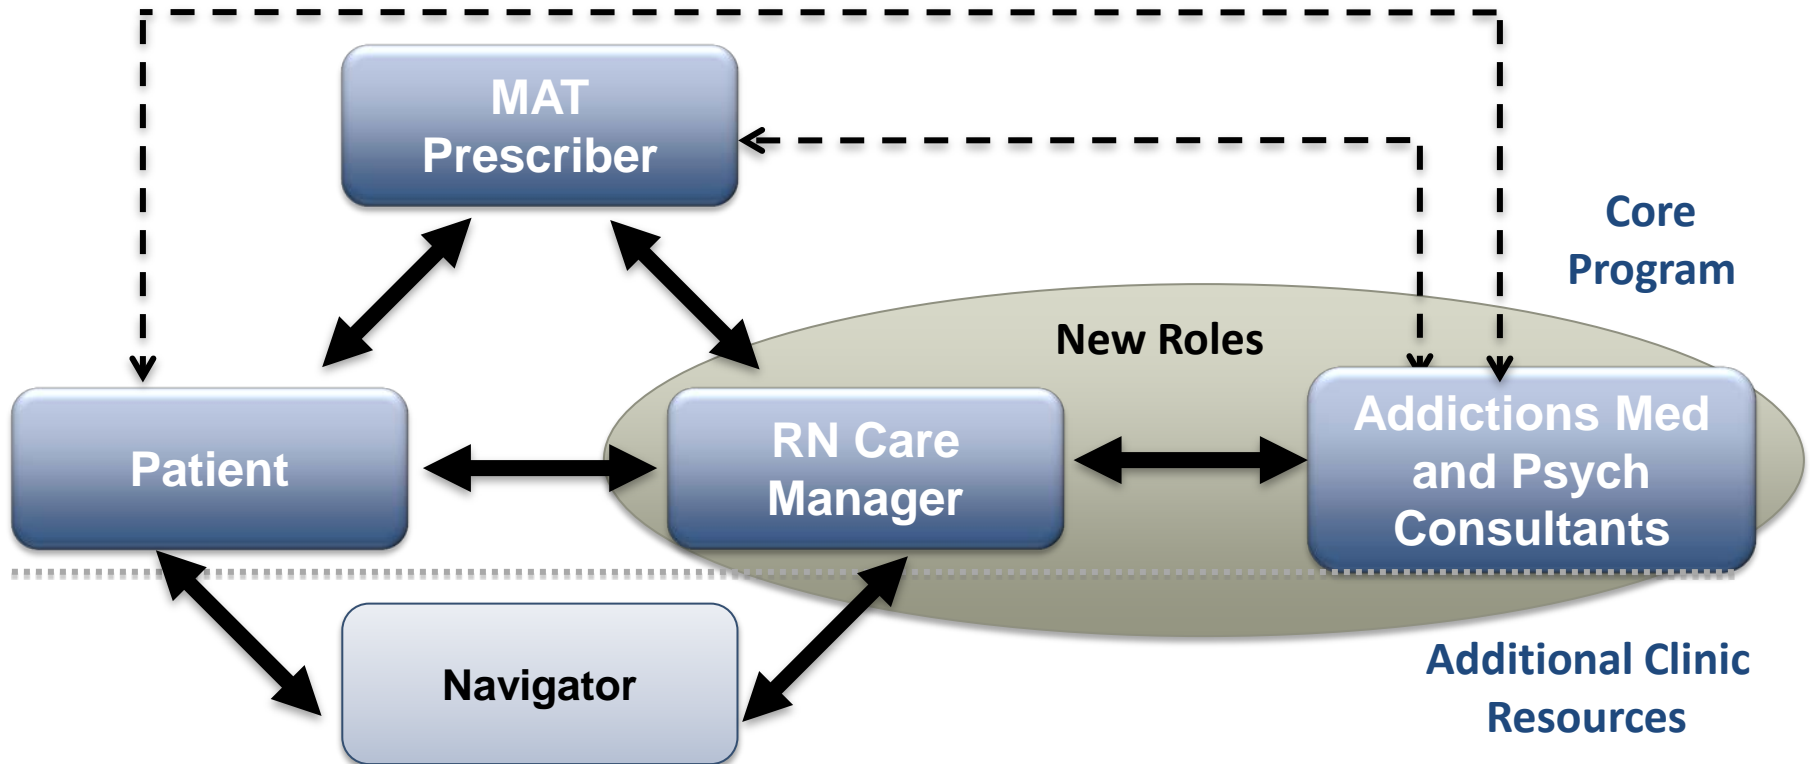 MAT
Prescriber
Core
Program
New Roles
Patient
RN Care
Manager
Addictions Med
and Psych
Consultants
Navigator
Additional Clinic
Resources